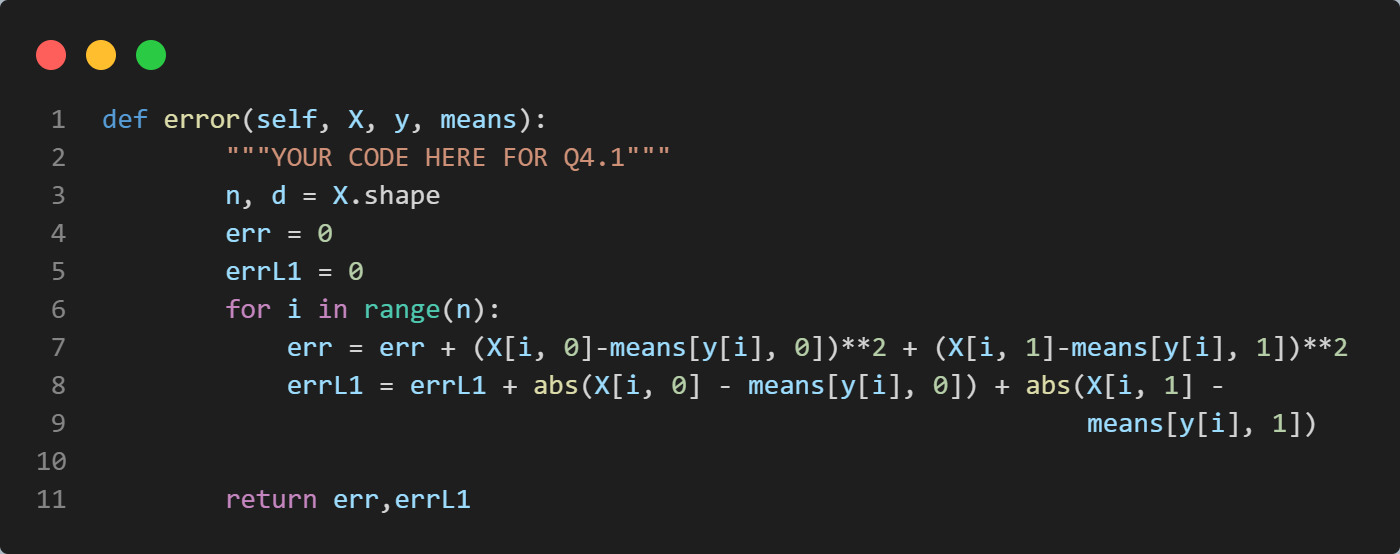 1 def error(self, X, y, means):
2         """YOUR CODE HERE FOR Q4.1"""
3         n, d = X.shape
4         err = 0
5         errL1 = 0
6         for i in range(n):
7             err = err + (X[i, 0]-means[y[i], 0])**2 + (X[i, 1]-means[y[i], 1])**2
8             errL1 = errL1 + abs(X[i, 0] - means[y[i], 0]) + abs(X[i, 1] -
9                                                                 means[y[i], 1])
10
11         return err,errL1